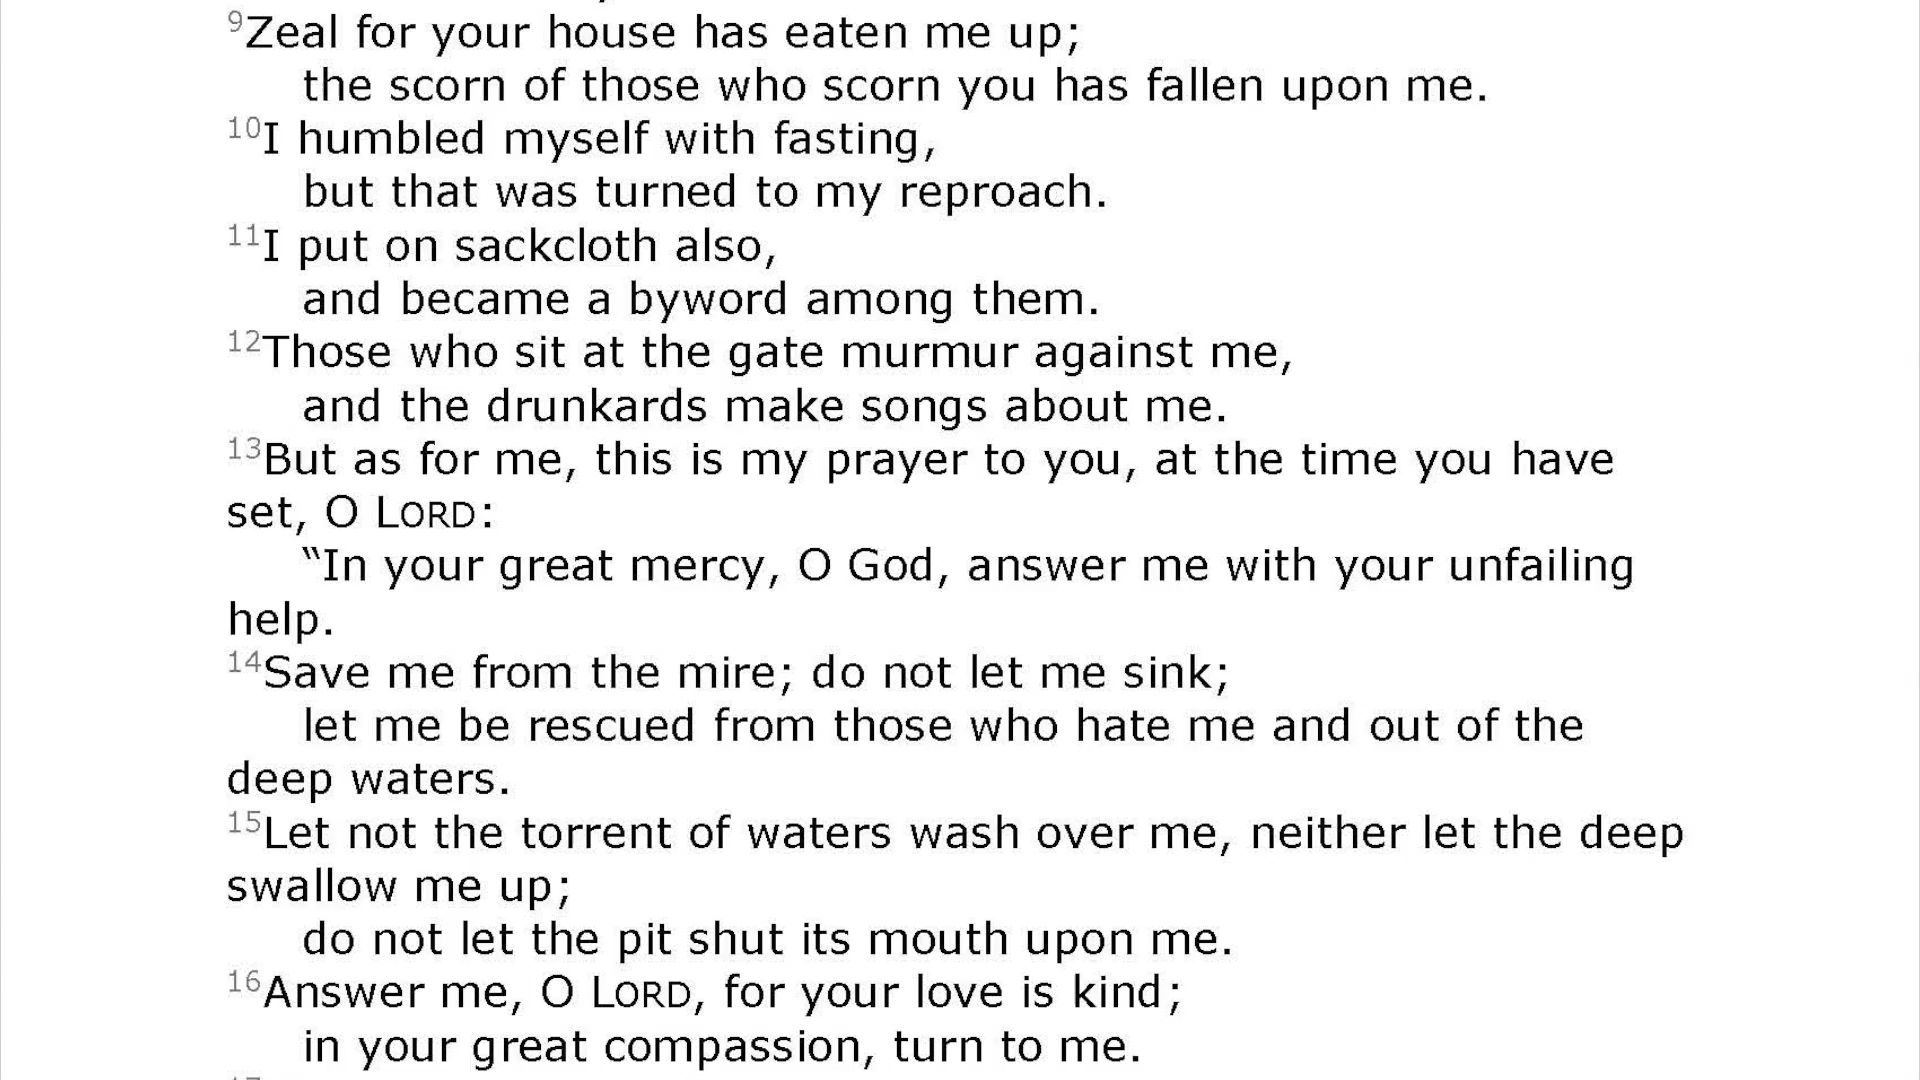 9Zeal for your house has eaten me up;
the scorn of those who scorn you has fallen upon me.
10I humbled myself with fasting,
but that was turned to my reproach.
11I put on sackcloth also,
and became a byword among them.
12Those who sit at the gate murmur against me,
and the drunkards make songs about me.
13But as for me, this is my prayer to you, at the time you have
set, O LORD:
“In your great mercy, O God, answer me with your unfailing
help.
14Save me from the mire; do not let me sink;
let me be rescued from those who hate me and out of the
deep waters.
15Let not the torrent of waters wash over me, neither let the deep
swallow me up;
do not let the pit shut its mouth upon me.
16Answer me, O LORD, for your love is kind;
in your great compassion, turn to me.